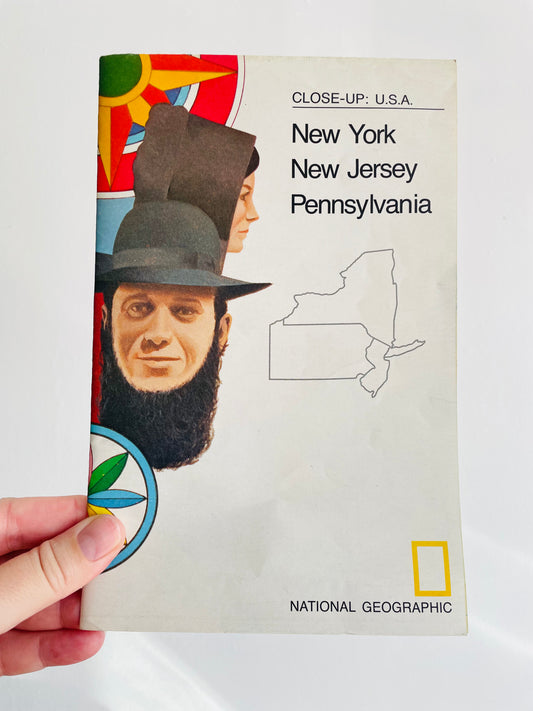 CLOSE-UP: U.S.A.
New York
New Jersey
Pennsylvania
NATIONAL GEOGRAPHIC